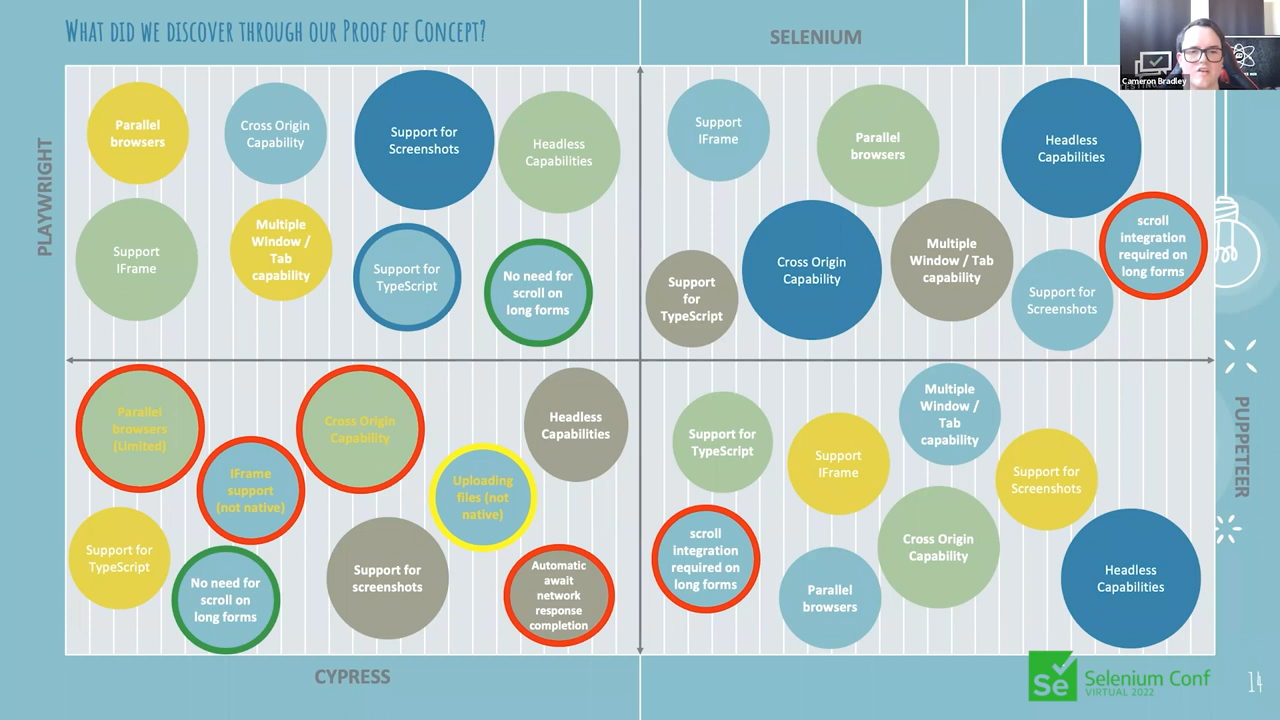 What did we discover through our Proof of Concept?
SELENIUM
Cameron Bradley
PLAYWRIGHT
Parallel
browsers
Cross Origin
Capability
Support for
Screenshots
Headless
Capabilities
Support
IFrame
Multiple
Window /
Tab
capability
Support for
TypeScript
No need for
scroll on
long forms
Support
IFrame
Parallel
browsers
Headless
Capabilities
Support
for
TypeScript
Cross Origin
Capability
Multiple
Window / Tab
capability
Support for
Screenshots
scroll
integration
required on
long forms
Parallel
browsers
(Limited)
IFrame
support
(not native)
Cross Origin
Capability
Uploading
files (not
native)
Headless
Capabilities
Support for
TypeScript
No need for
scroll on
long forms
Support for
screenshots
Automatic
await
network
response
completion
CYPRESS
Support for
TypeScript
Support
IFrame
Multiple
Window /
Tab
capability
Support for
Screenshots
scroll
integration
required on
long forms
Parallel
browsers
Cross Origin
Capability
Headless
Capabilities
PUPPETEER
Se
Selenium Conf
VIRTUAL 2022
14